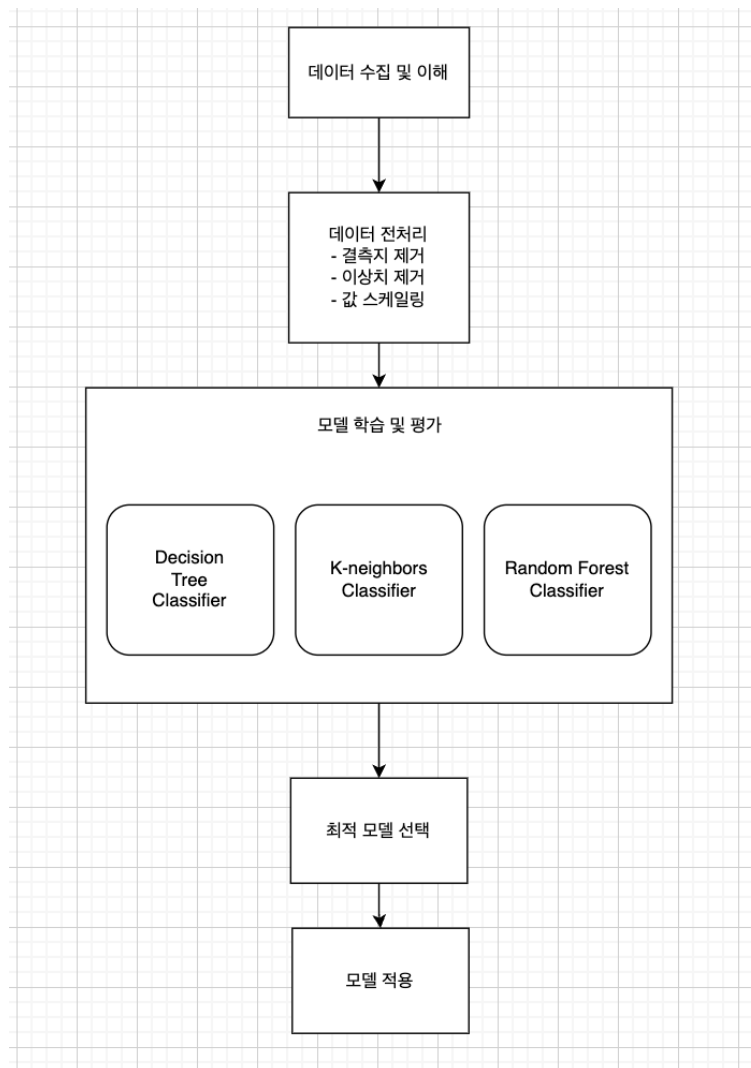 데이터 수집 및 이해
데이터 전처리
- 결측지 제거
- 이상치 제거
- 값 스케일링
모델 학습 및 평가
Decision
Tree
Classifier
K-neighbors
Classifier
Random Forest
Classifier
최적 모델 선택
모델 적용